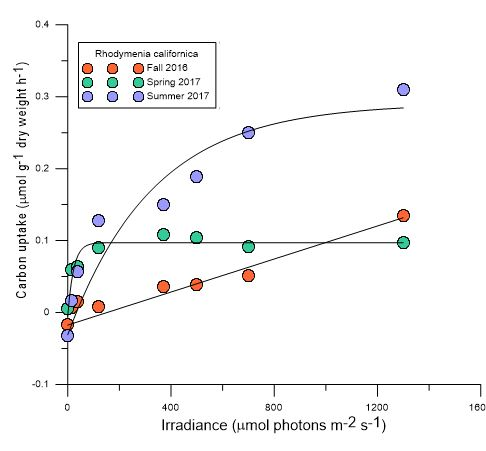 0.4
Rhodymenia californica
Fall 2016
Spring 2017
Summer 2017
0.3
0.2
0.1
0
-0.1
Carbon uptake (μmol g-1 dry weight h-1)
0 400 800 1200 160
Irradiance (μmol photons m-2 s-1)